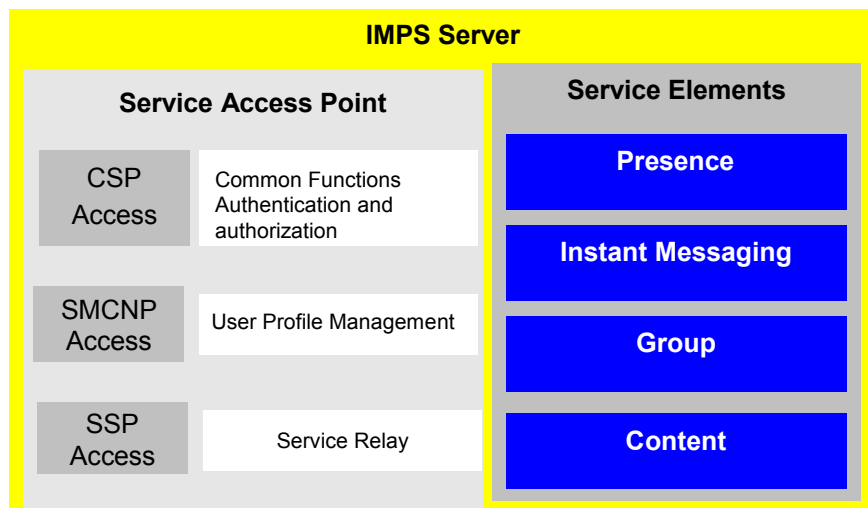 IMPS Server
Service Access Point
CSP
Access
Common Functions
Authentication and
authorization
SMCNP
Access
User Profile Management
SSP
Access
Service Relay
Service Elements
Presence
Instant Messaging
Group
Content